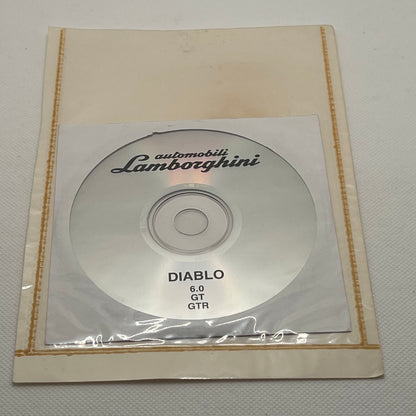 automobili
Lamborghini
DIABLO
6.0
GT
GTR